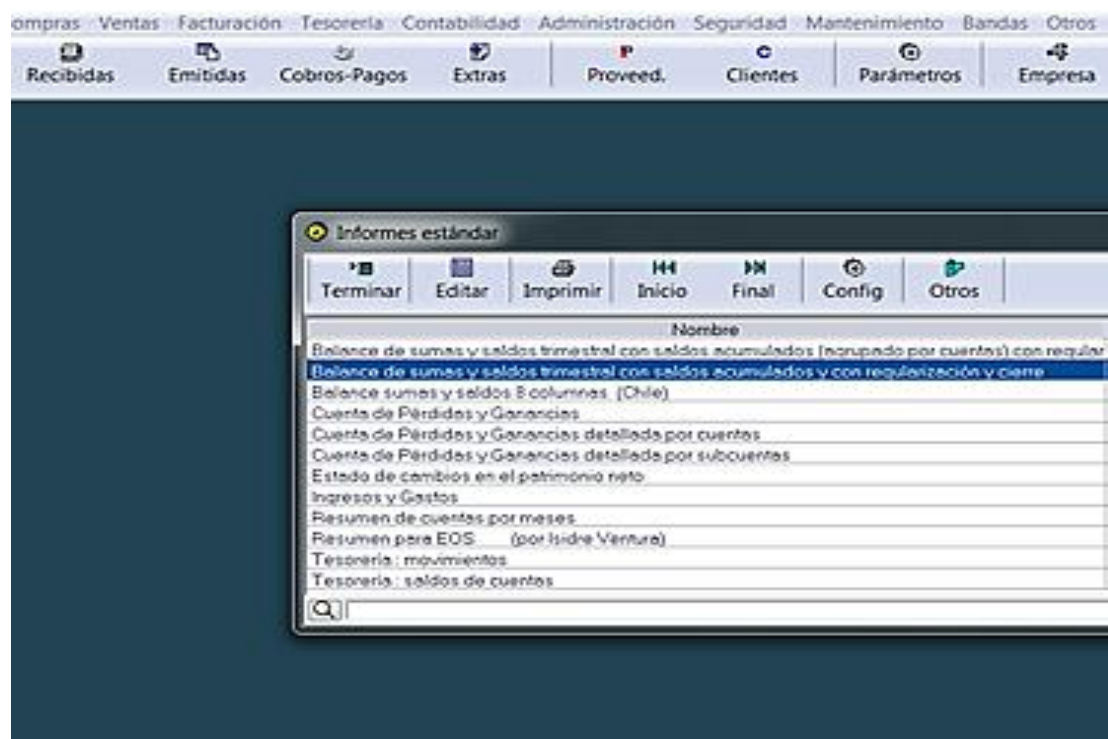 ompras Ventas Facturación Tesorería Contabilidad Administración Seguridad Mantenimiento Bandas Otros
Recibidas Emitidas Cobros-Pagos Extras Proveed. Clientes Parámetros Empresa
Informes estándar
Terminar Editar Imprimir Inicio Final Config Otros
Nombre
Balance de sumas y saldos trimestral con saldos acumulados (agrupado por cuentas) con regular
Balance de sumas y saldos trimestral con saldos acumulados y con regularización y cierre
Balance sumas y saldos 8 columnas (Chile)
Cuenta de Pérdidas y Ganancias
Cuenta de Pérdidas y Ganancias detallada por cuentas
Cuenta de Pérdidas y Ganancias detallada por subcuentas
Estado de cambios en el patrimonio neto
Ingresos y Gastos
Resumen de cuentas por meses
Resumen para EOS (por Isidre Ventura)
Tesorería : movimientos
Tesorería : saldos de cuentas